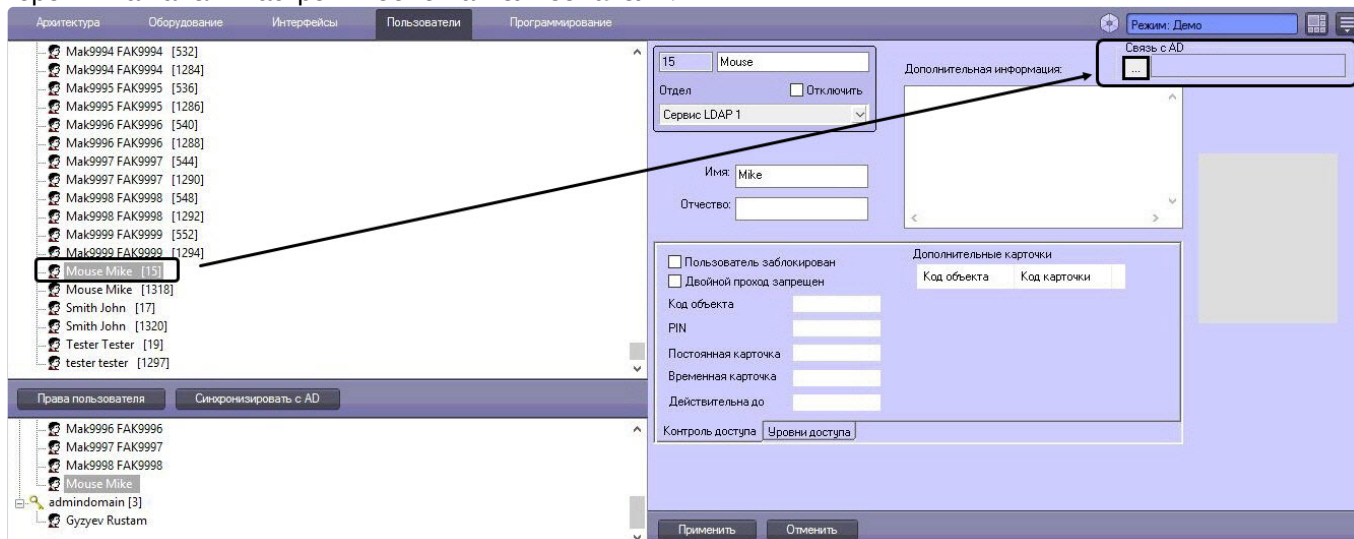 Архитектура Оборудование Интерфейсы Пользователи Программирование Режим: Демо
Mak9994 FAK9994 [532]
Mak9994 FAK9994 [1284]
Mak9995 FAK9995 [536]
Mak9995 FAK9995 [1286]
Mak9996 FAK9996 [540]
Mak9996 FAK9996 [1288]
Mak9997 FAK9997 [544]
Mak9997 FAK9997 [1290]
Mak9998 FAK9998 [548]
Mak9998 FAK9998 [1292]
Mak9999 FAK9999 [552]
Mak9999 FAK9999 [1294]
Mouse Mike [15]
Mouse Mike [1318]
Smith John [17]
Smith John [1320]
Tester Tester [19]
tester tester [1297]
Права пользователя Синхронизировать с AD
Mak9996 FAK9996
Mak9997 FAK9997
Mak9998 FAK9998
Mouse Mike
admindomain [3]
Gyzyev Rustam
15 Mouse
Отдел Отключить
Сервис LDAP 1
Имя: Mike
Отчество:
Дополнительная информация:
Связь с AD
...
Пользователь заблокирован
Двойной проход запрещен
Код объекта
PIN
Постоянная карточка
Временная карточка
Действительна до
Дополнительные карточки
Код объекта Код карточки
Контроль доступа Уровни доступа
Применить Отменить